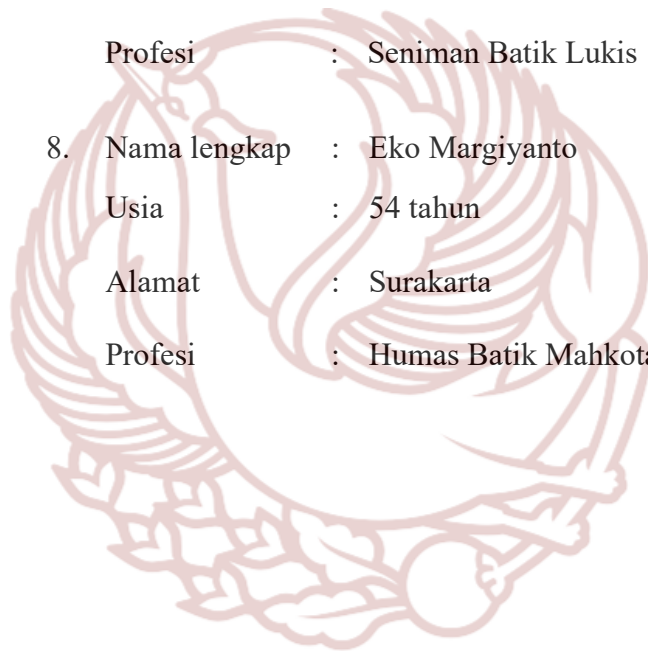 Profesi : Seniman Batik Lukis
8. Nama lengkap : Eko Margiyanto
Usia : 54 tahun
Alamat : Surakarta
Profesi : Humas Batik Mahkota